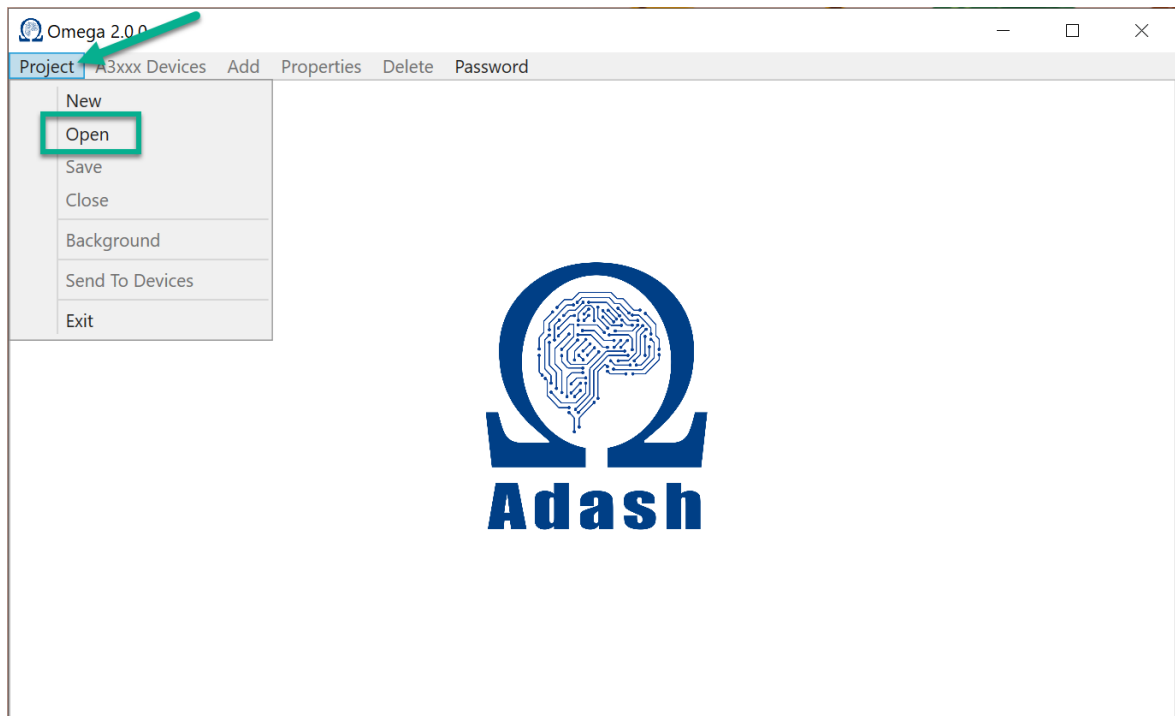 Omega 2.0.0
Project A3xxx Devices Add Properties Delete Password
New
Open
Save
Close
Background
Send To Devices
Exit
Adash